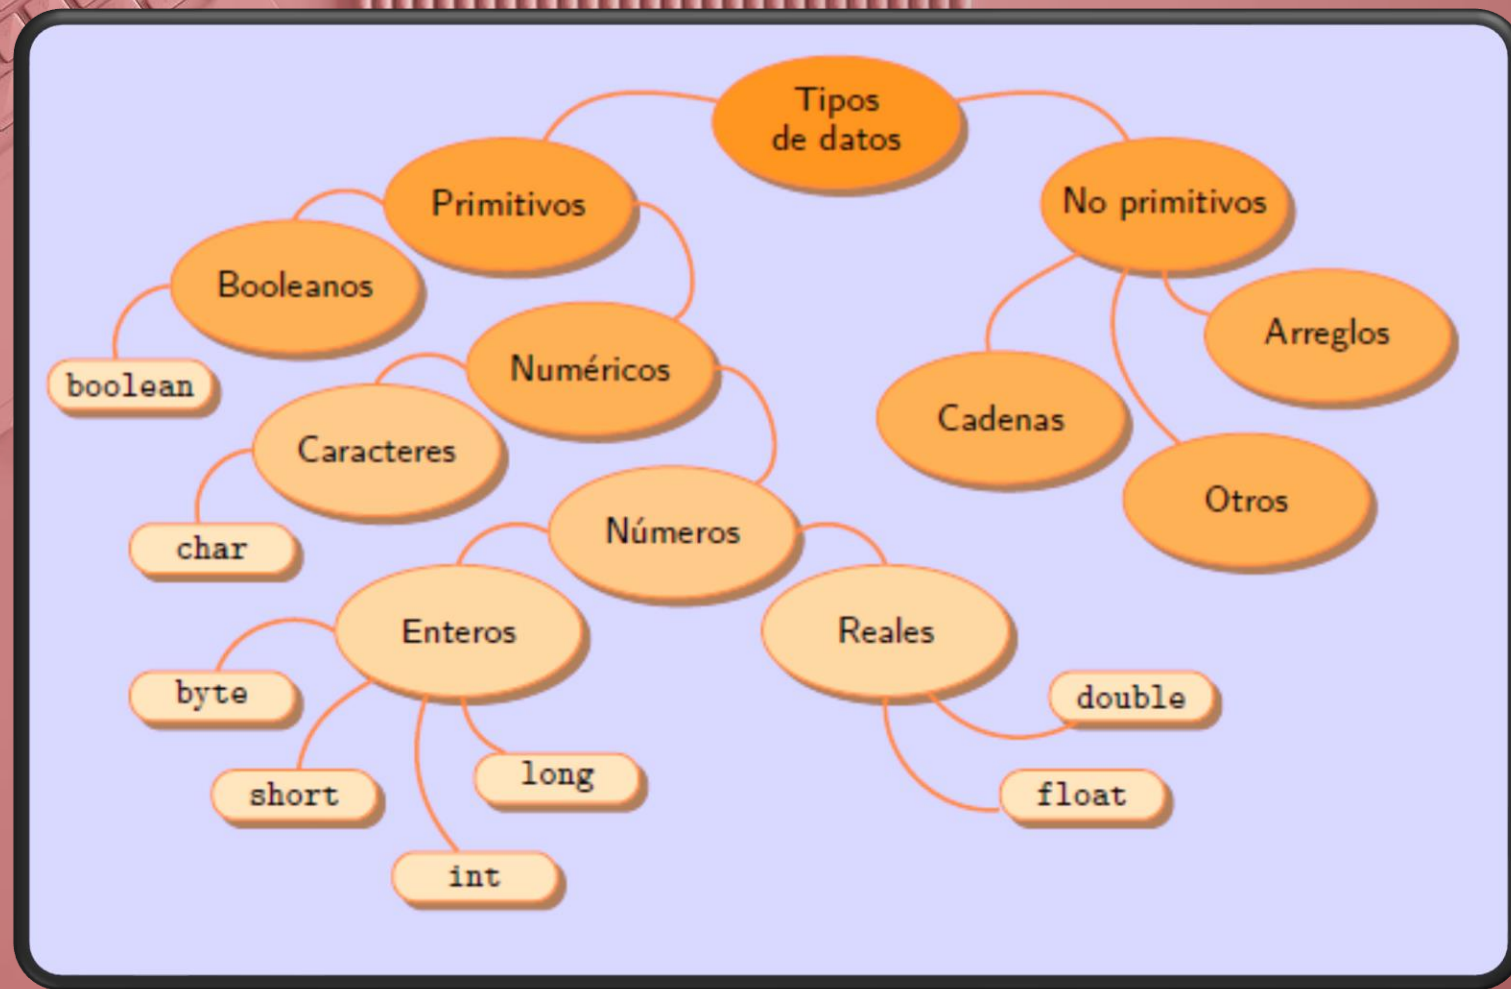 Tipos
de datos
Primitivos
No primitivos
Booleanos
boolean
Numéricos
Arreglos
Cadenas
Caracteres
Otros
char
Números
Enteros
Reales
byte
double
short
long
float
int